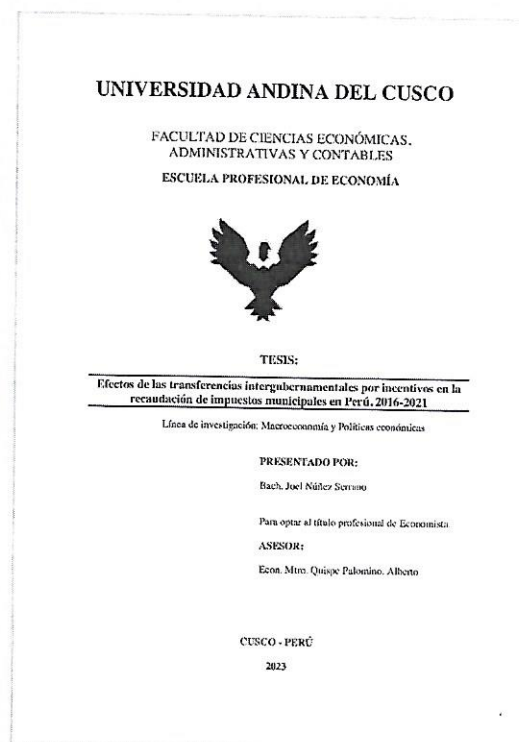 UNIVERSIDAD ANDINA DEL CUSCO
FACULTAD DE CIENCIAS ECONÓMICAS,
ADMINISTRATIVAS Y CONTABLES
ESCUELA PROFESIONAL DE ECONOMÍA
TESIS:
Efectos de las transferencias intergubernamentales por incentivos en la
recaudación de impuestos municipales en Perú, 2016-2021
Línea de investigación: Macroeconomía y Políticas económicas
PRESENTADO POR:
Bach. Joel Núñez Serrano
Para optar al título profesional de Economista
ASESOR:
Econ. Mtro. Quispe Palomino, Alberto
CUSCO - PERÚ
2023